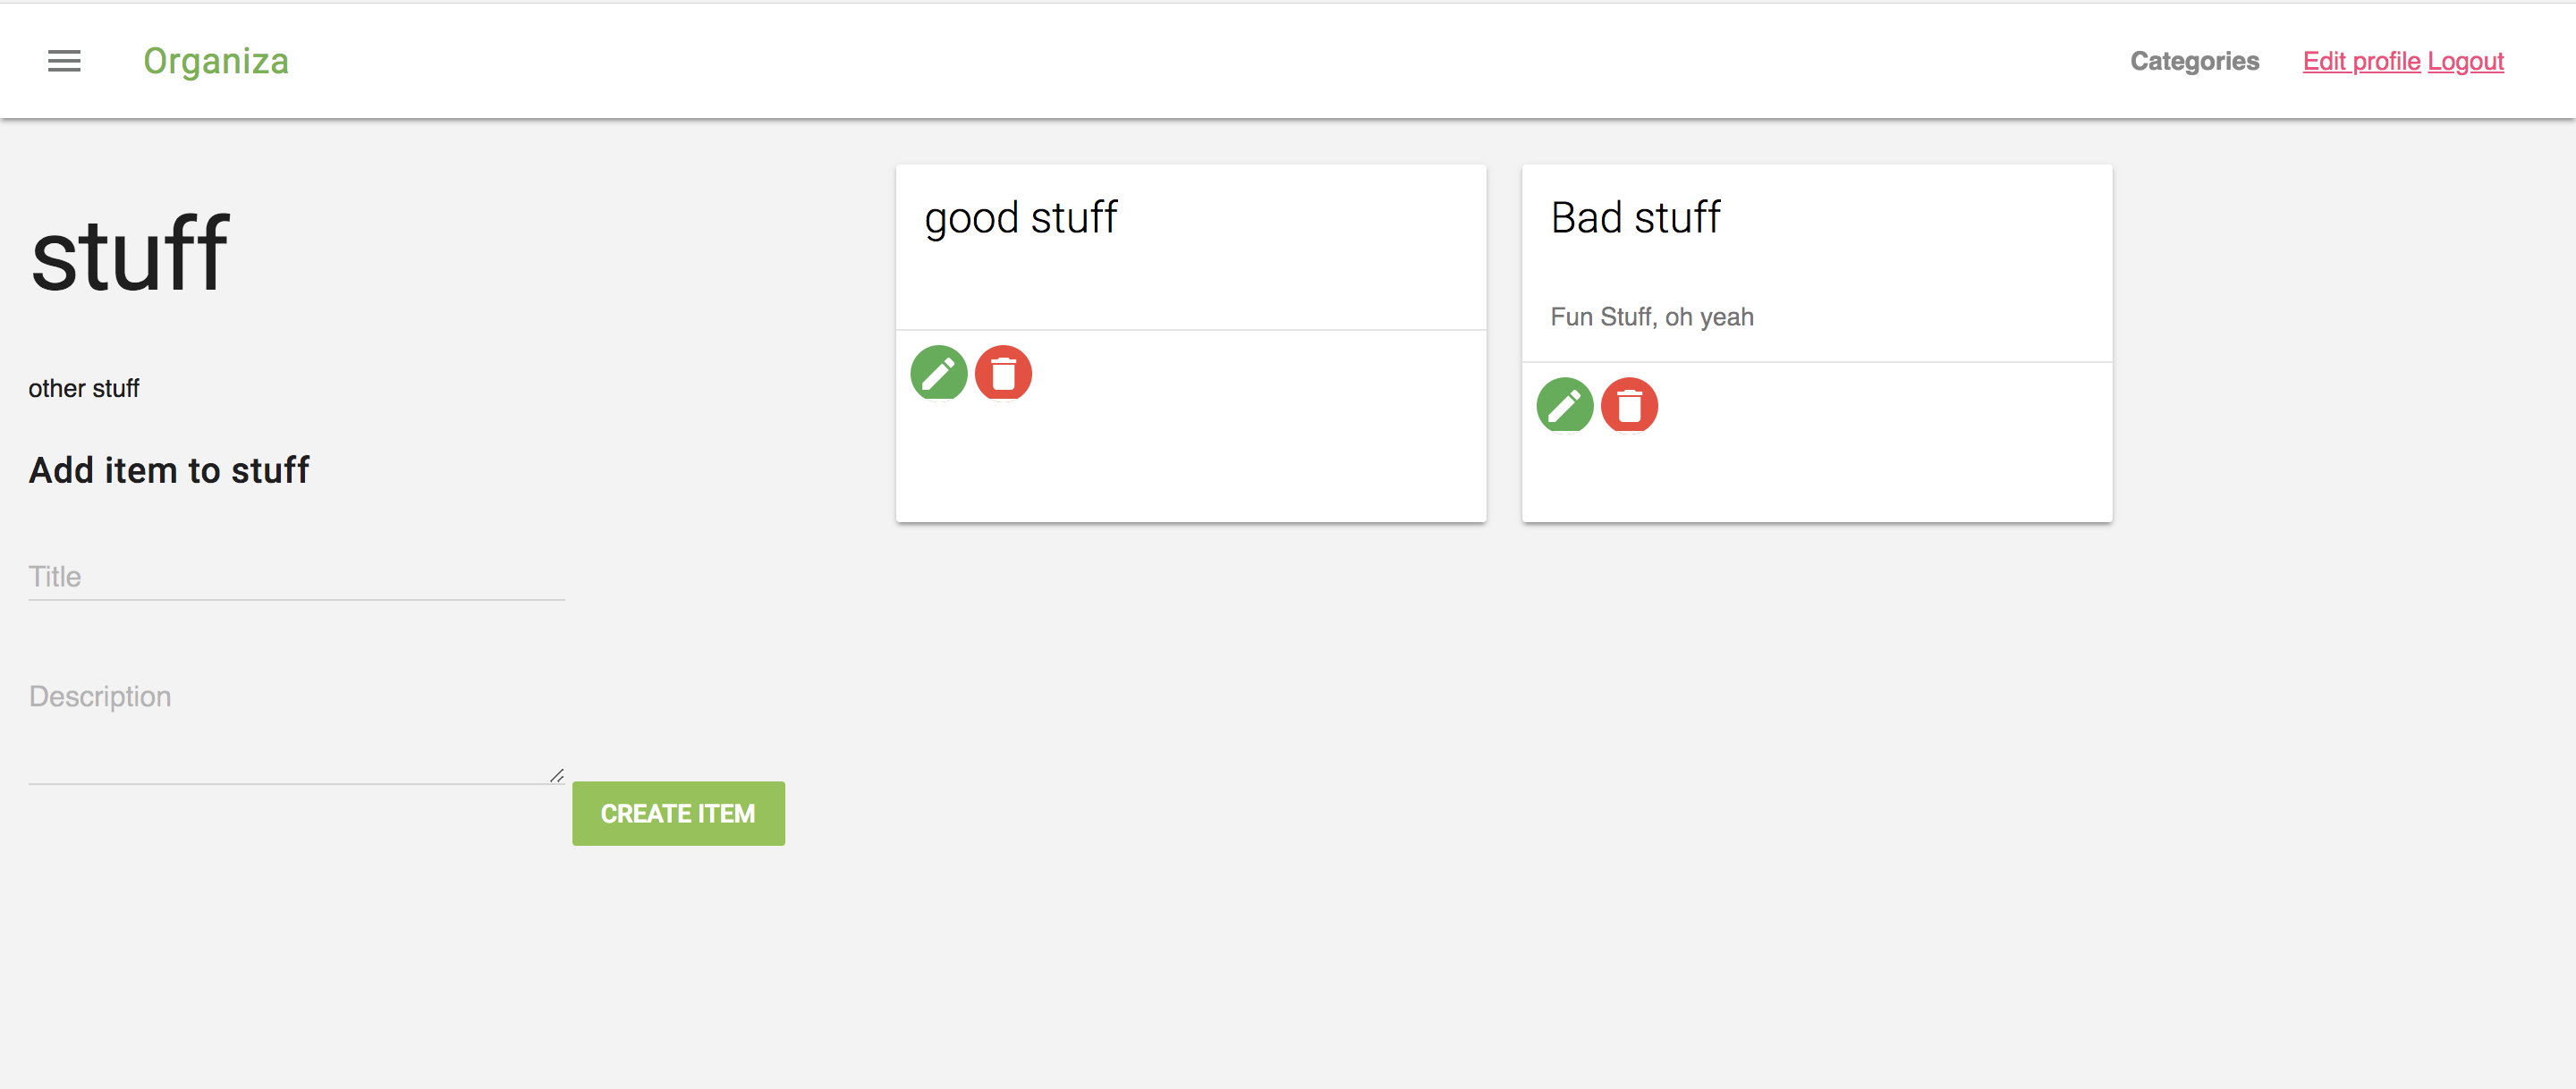 Organiza
Categories
Edit profile Logout
stuff
other stuff
Add item to stuff
Title
Description
CREATE ITEM
good stuff
Bad stuff
Fun Stuff, oh yeah